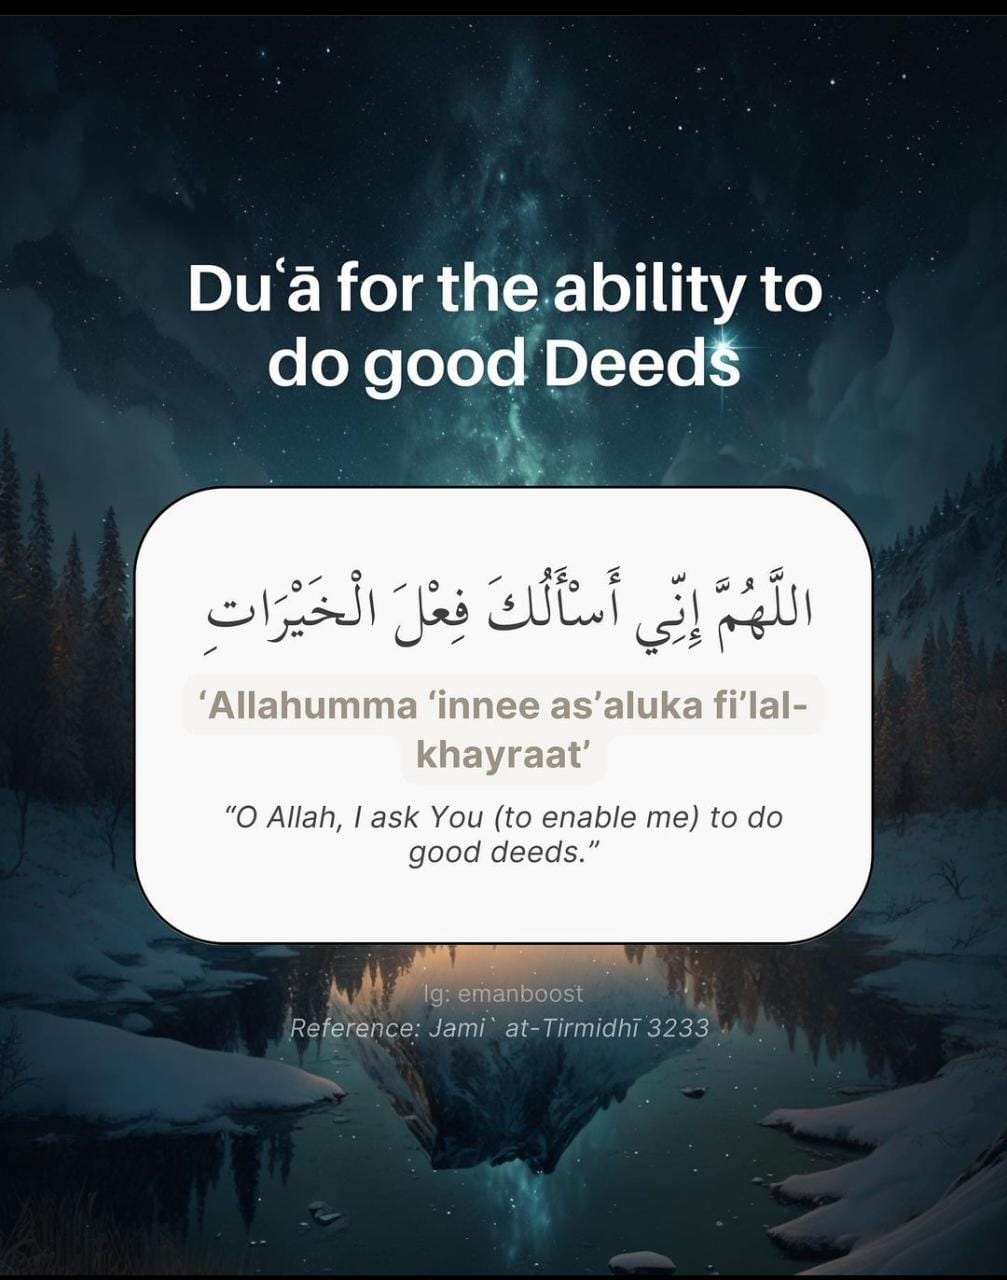 Duʿā for the ability to
do good Deeds
اللَّهُمَّ إِنِّي أَسْأَلُكَ فِعْلَ الْخَيْرَاتِ
‘Allahumma ‘innee as’aluka fi’lal-
khayraat’
“O Allah, I ask You (to enable me) to do
good deeds.”
Ig: emanboost
Reference: Jami` at-Tirmidhī 3233